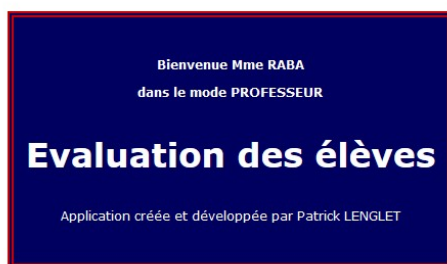 Bienvenue Mme RABA
dans le mode PROFESSEUR
Evaluation des élèves
Application créée et développée par Patrick LENGLET